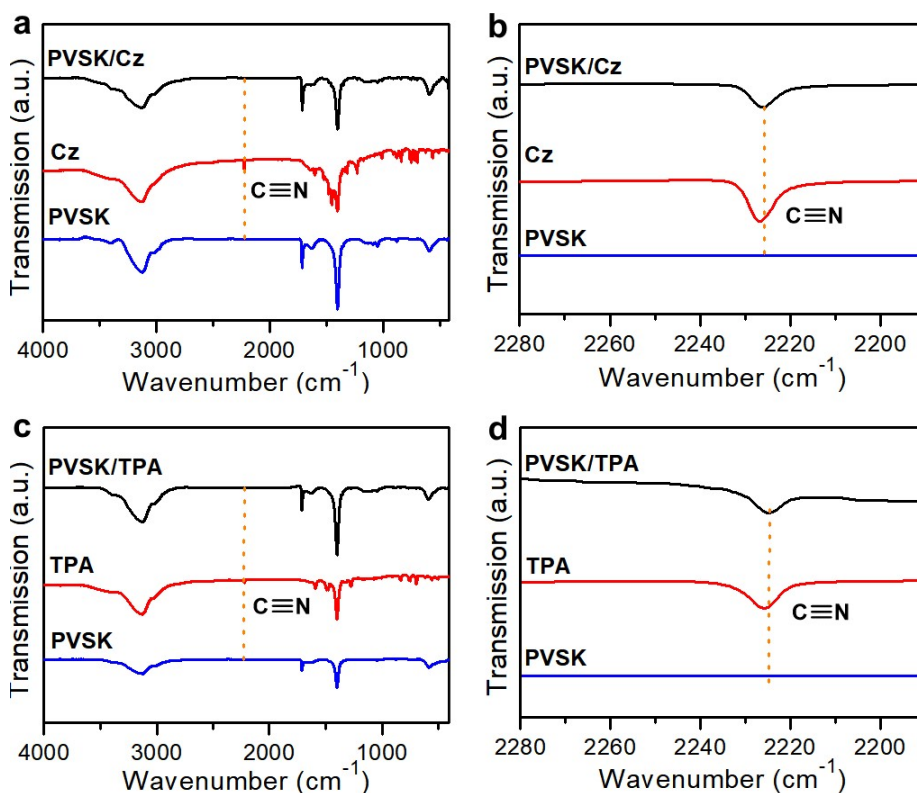 a
PVSK/Cz
Cz
C≡N
PVSK
Transmission (a.u.)
4000 3000 2000 1000
Wavenumber (cm-1)
b
PVSK/Cz
Cz
C≡N
PVSK
Transmission (a.u.)
2280 2260 2240 2220 2200
Wavenumber (cm-1)
c
PVSK/TPA
TPA
C≡N
PVSK
Transmission (a.u.)
4000 3000 2000 1000
Wavenumber (cm-1)
d
PVSK/TPA
TPA
C≡N
PVSK
Transmission (a.u.)
2280 2260 2240 2220 2200
Wavenumber (cm-1)